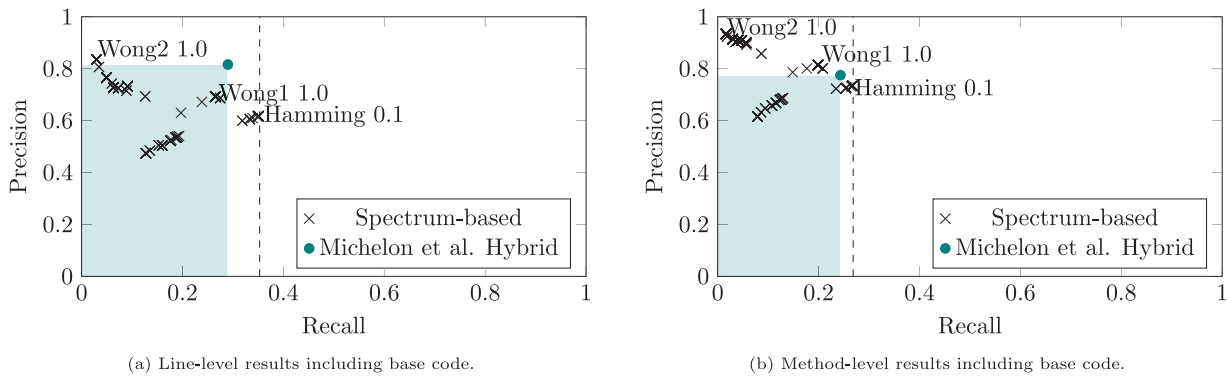 1
0.8
0.6
0.4
0.2
0
Precision
Wong2 1.0
Wong1 1.0
Hamming 0.1
Spectrum-based
Michelon et al. Hybrid
0 0.2 0.4 0.6 0.8 1
Recall
(a) Line-level results including base code.
1
0.8
0.6
0.4
0.2
0
Precision
Wong2 1.0
Wong1 1.0
Hamming 0.1
Spectrum-based
Michelon et al. Hybrid
0 0.2 0.4 0.6 0.8 1
Recall
(b) Method-level results including base code.